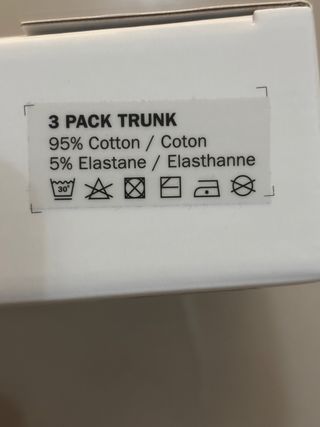 3 PACK TRUNK
95% Cotton / Coton
5% Elastane / Elasthanne
30°